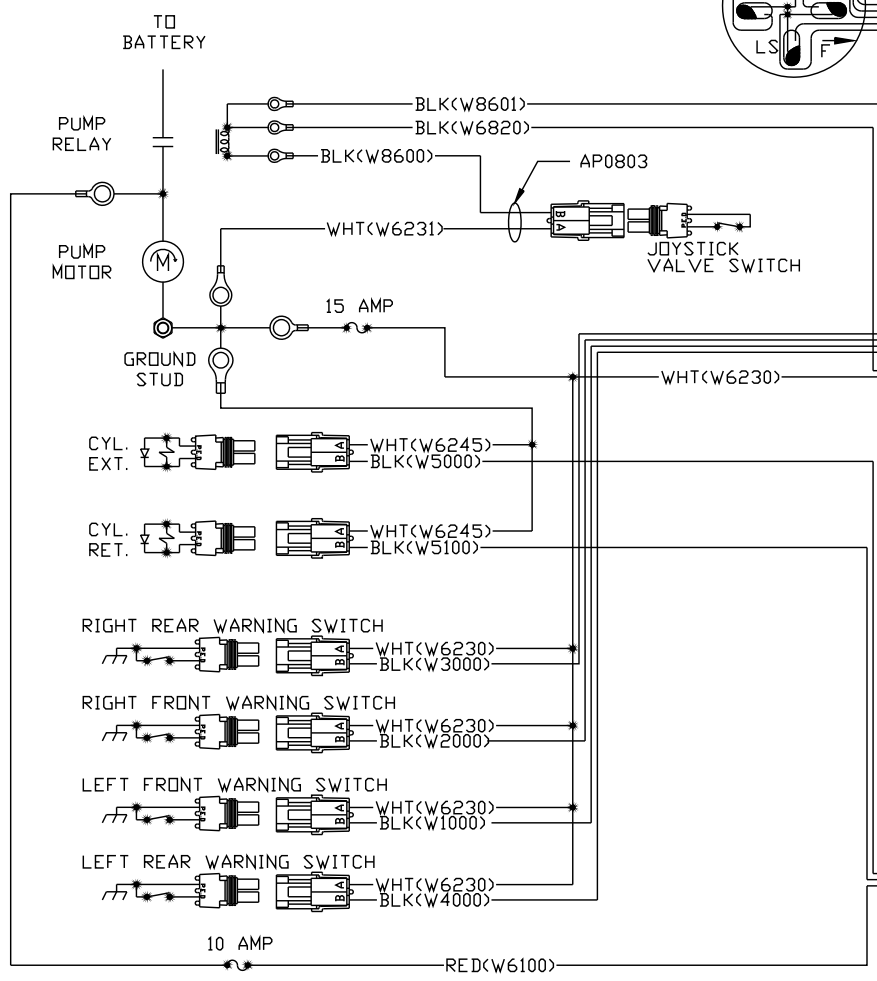 TO
BATTERY
LS
F
PUMP
RELAY
BLK(W8601)
BLK(W6820)
BLK(W8600)
AP0803
B
A
WHT(W6231)
JOYSTICK
VALVE SWITCH
PUMP
MOTOR
M
15 AMP
GROUND
STUD
WHT(W6230)
CYL.
EXT.
A
B
WHT(W6245)
BLK(W5000)
CYL.
RET.
A
B
WHT(W6245)
BLK(W5100)
RIGHT REAR WARNING SWITCH
A
B
WHT(W6230)
BLK(W3000)
RIGHT FRONT WARNING SWITCH
A
B
WHT(W6230)
BLK(W2000)
LEFT FRONT WARNING SWITCH
A
B
WHT(W6230)
BLK(W1000)
LEFT REAR WARNING SWITCH
A
B
WHT(W6230)
BLK(W4000)
10 AMP
RED(W6100)